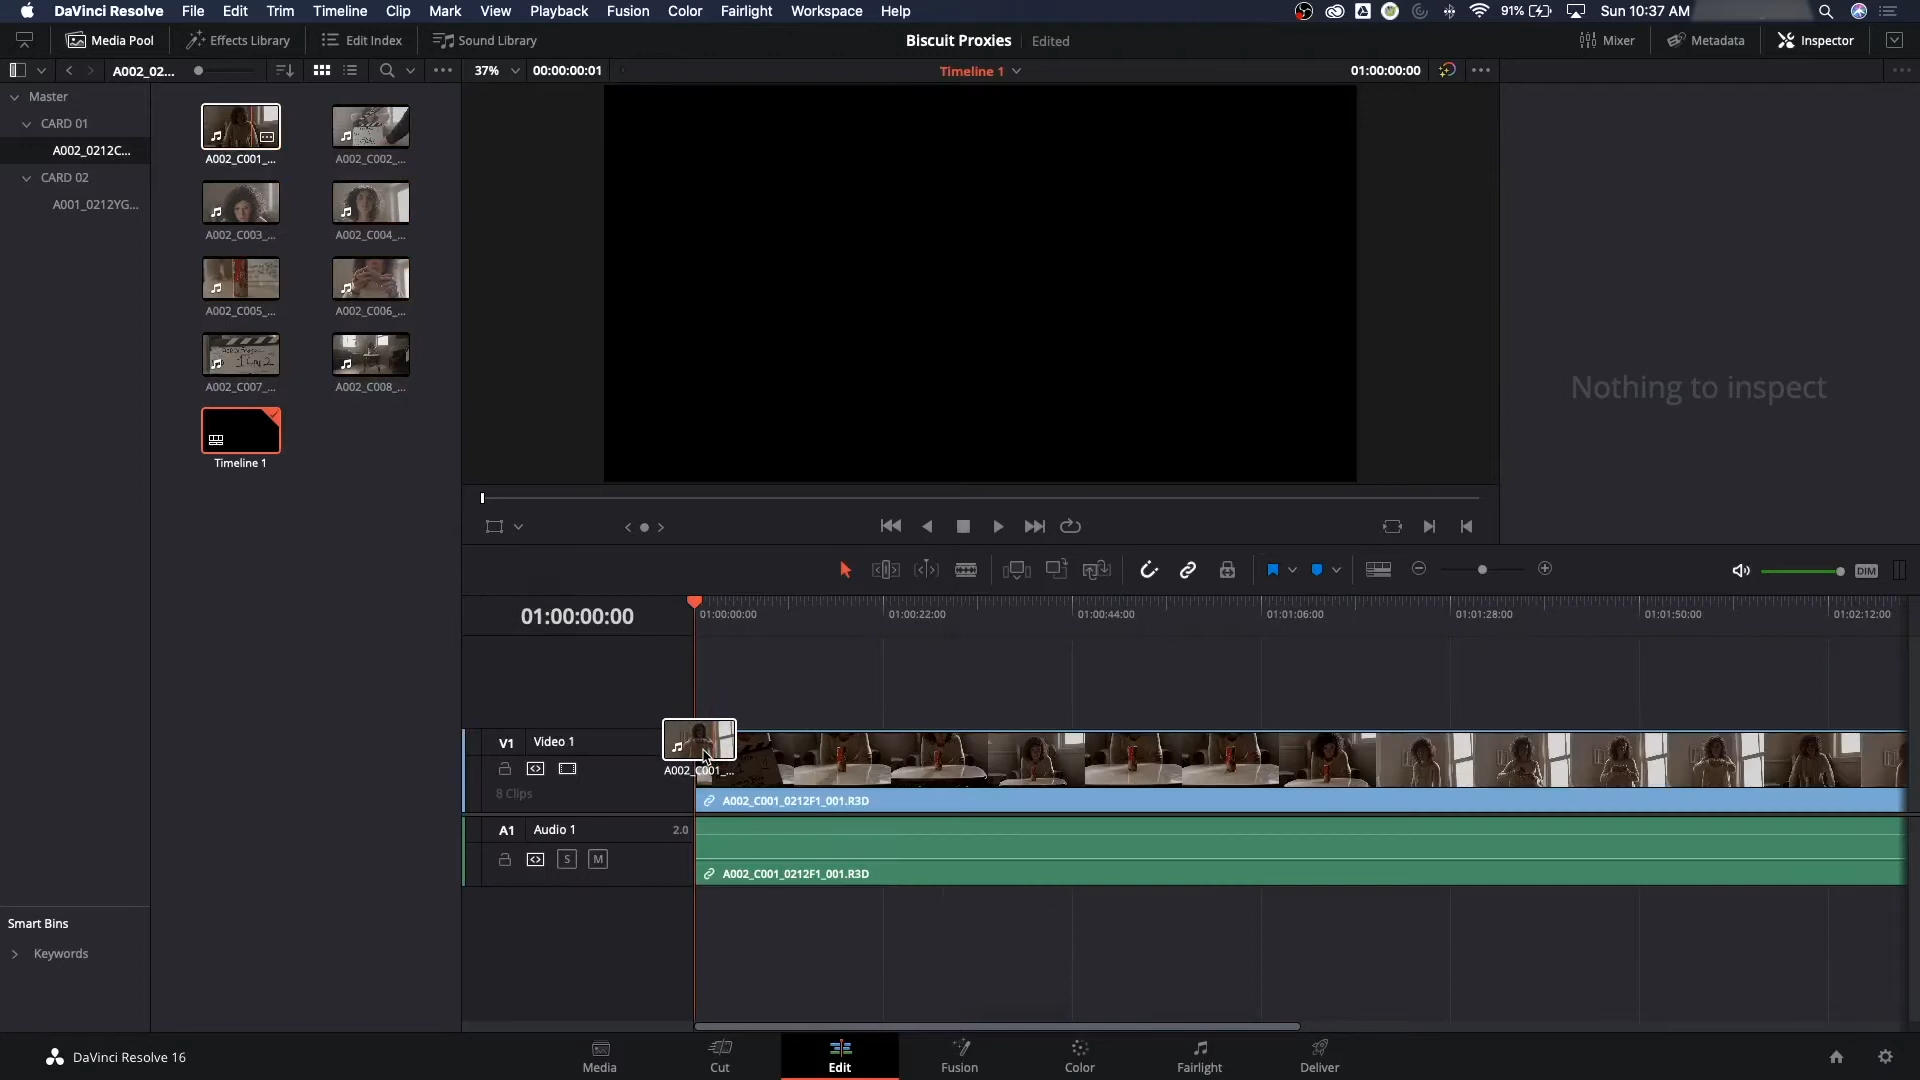 DaVinci Resolve File Edit Trim Timeline Clip Mark View Playback Fusion Color Fairlight Workspace Help 91% Sun 10:37 AM
Media Pool Effects Library Edit Index Sound Library Biscuit Proxies Edited Mixer Metadata Inspector
A002_02... 37% 00:00:00:01 Timeline 1 01:00:00:00
Master
CARD 01
A002_0212C...
CARD 02
A001_0212YG...
A002_C001_... A002_C002_...
A002_C003_... A002_C004_...
A002_C005_... A002_C006_...
A002_C007_... A002_C008_...
Timeline 1
Nothing to inspect
DIM
01:00:00:00 01:00:00:00 01:00:22:00 01:00:44:00 01:01:06:00 01:01:28:00 01:01:50:00 01:02:12:00
V1 Video 1
8 Clips
A002_C001_...
A002_C001_0212F1_001.R3D
A1 Audio 1 2.0
S M
A002_C001_0212F1_001.R3D
Smart Bins
Keywords
DaVinci Resolve 16
Media Cut Edit Fusion Color Fairlight Deliver